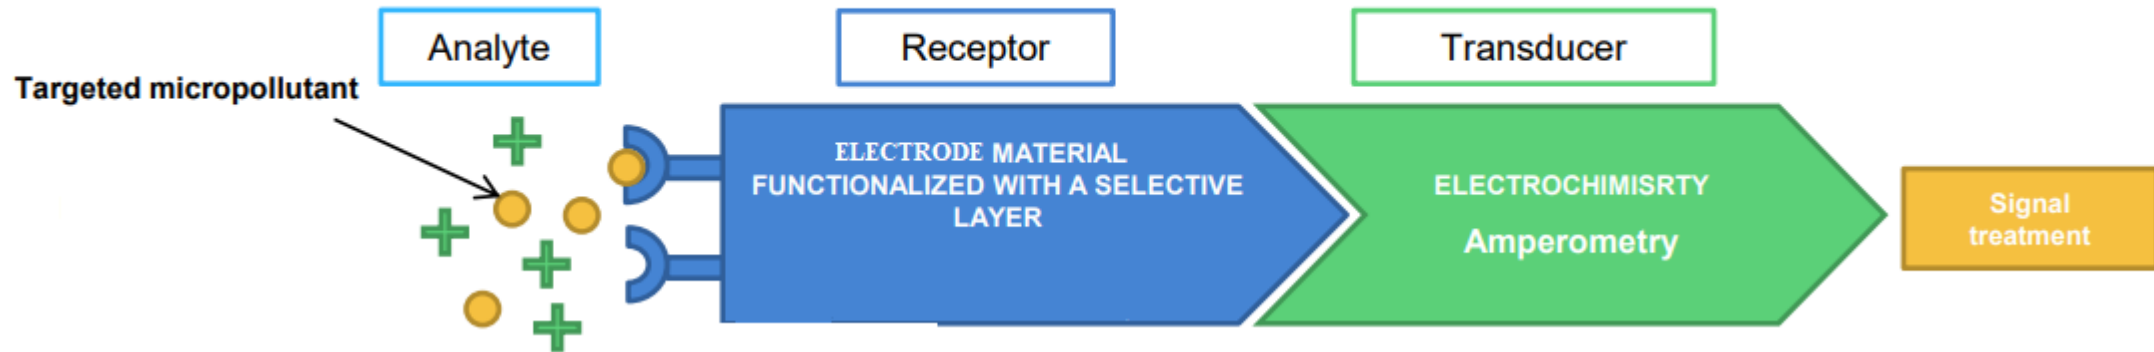 Analyte
Receptor
Transducer
Targeted micropollutant
ELECTRODE MATERIAL
FUNCTIONALIZED WITH A SELECTIVE
LAYER
ELECTROCHIMISRTY
Amperometry
Signal
treatment